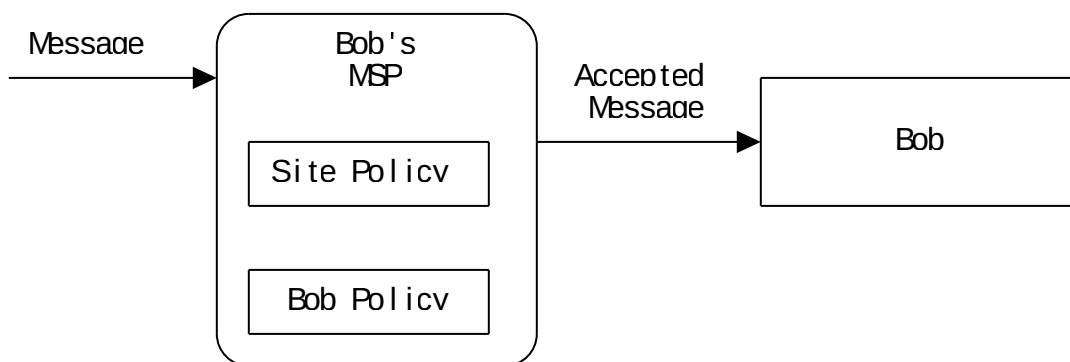 Message
Bob's
MSP
Accepted
Message
Site Policy
Bob
Bob Policy